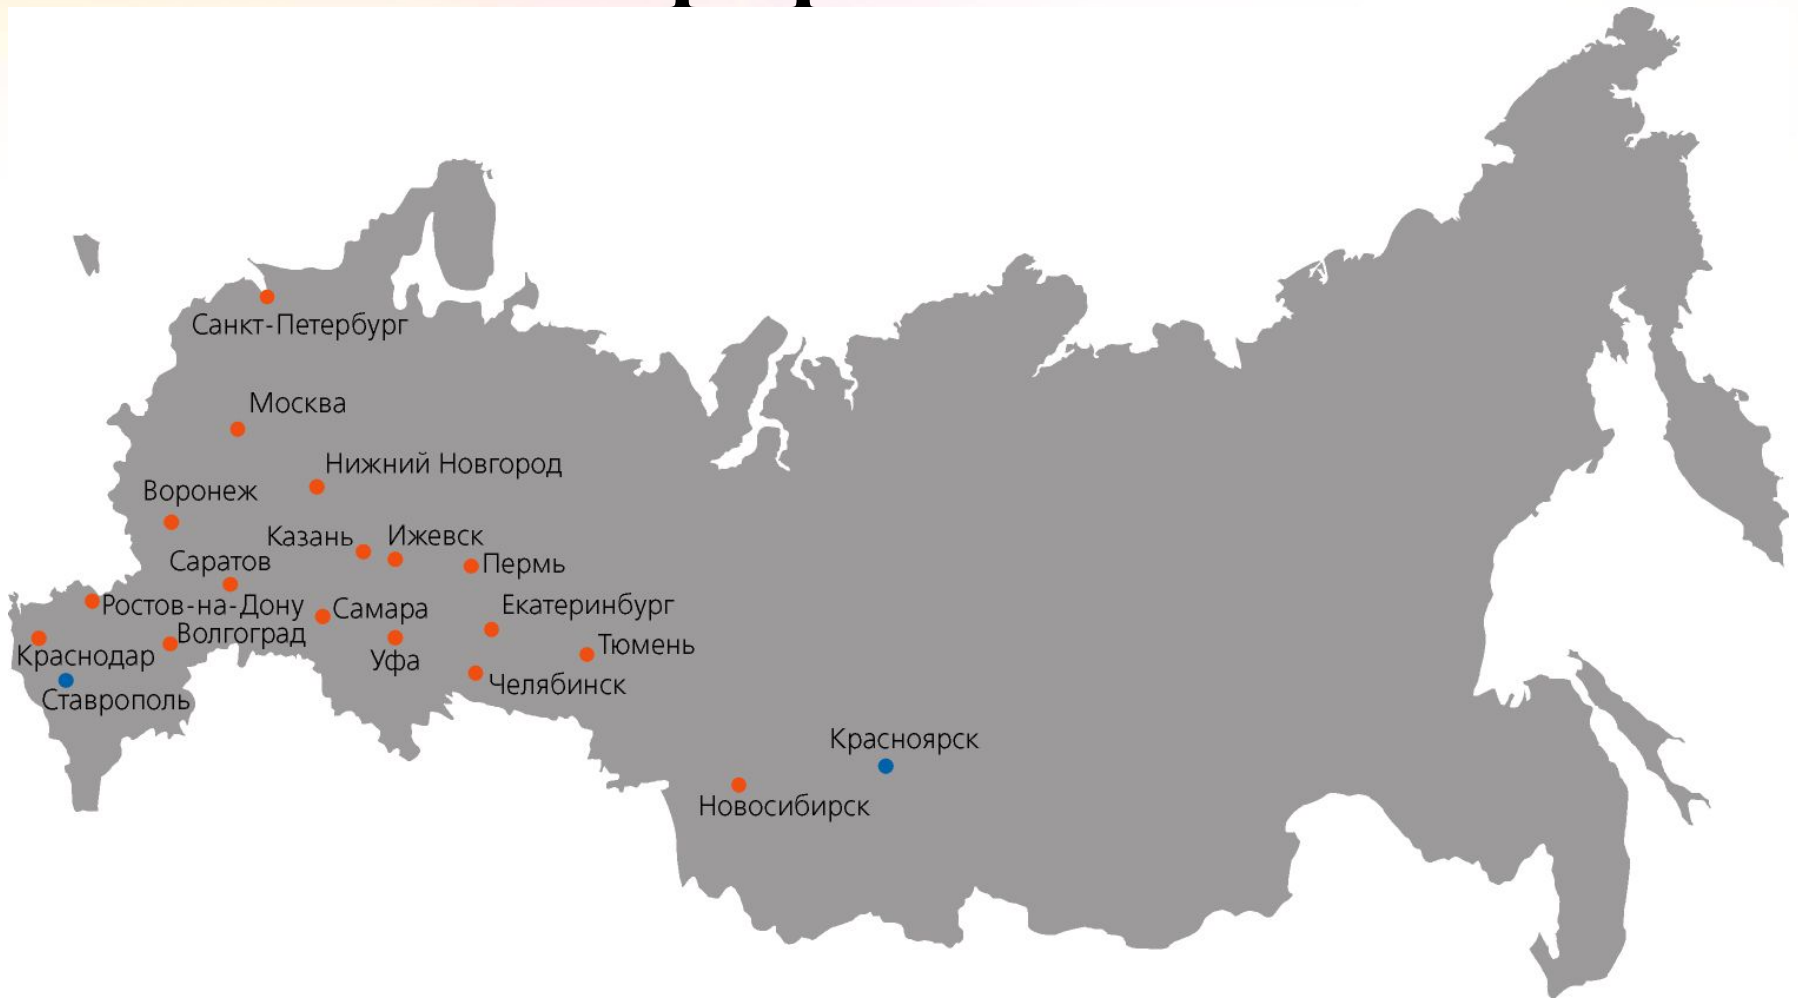 Санкт-Петербург
Москва
Нижний Новгород
Воронеж
Казань
Ижевск
Саратов
Пермь
Ростов-на-Дону
Самара
Екатеринбург
Волгоград
Тюмень
Краснодар
Уфа
Челябинск
Ставрополь
Красноярск
Новосибирск